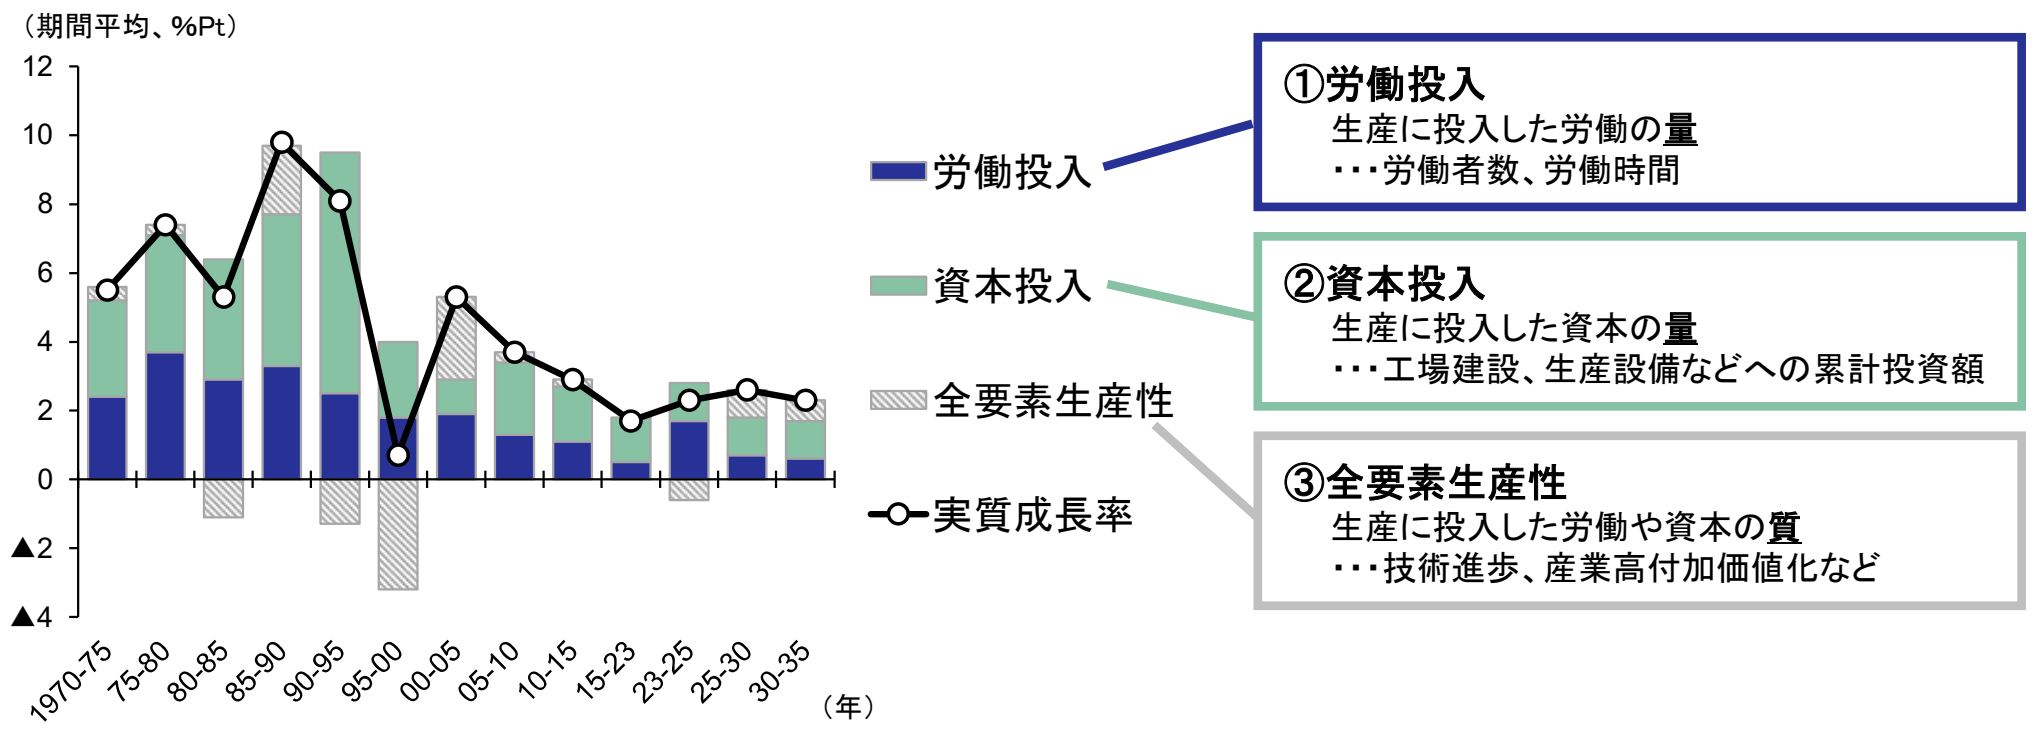 （期間平均、%Pt）
12
10
8
6
4
2
0
▲2
▲4
1970-75
75-80
80-85
85-90
90-95
95-00
00-05
05-10
10-15
15-23
23-25
25-30
30-35
（年）
労働投入
資本投入
全要素生産性
実質成長率
①労働投入
生産に投入した労働の量
・・・労働者数、労働時間
②資本投入
生産に投入した資本の量
・・・工場建設、生産設備などへの累計投資額
③全要素生産性
生産に投入した労働や資本の質
・・・技術進歩、産業高付加価値化など